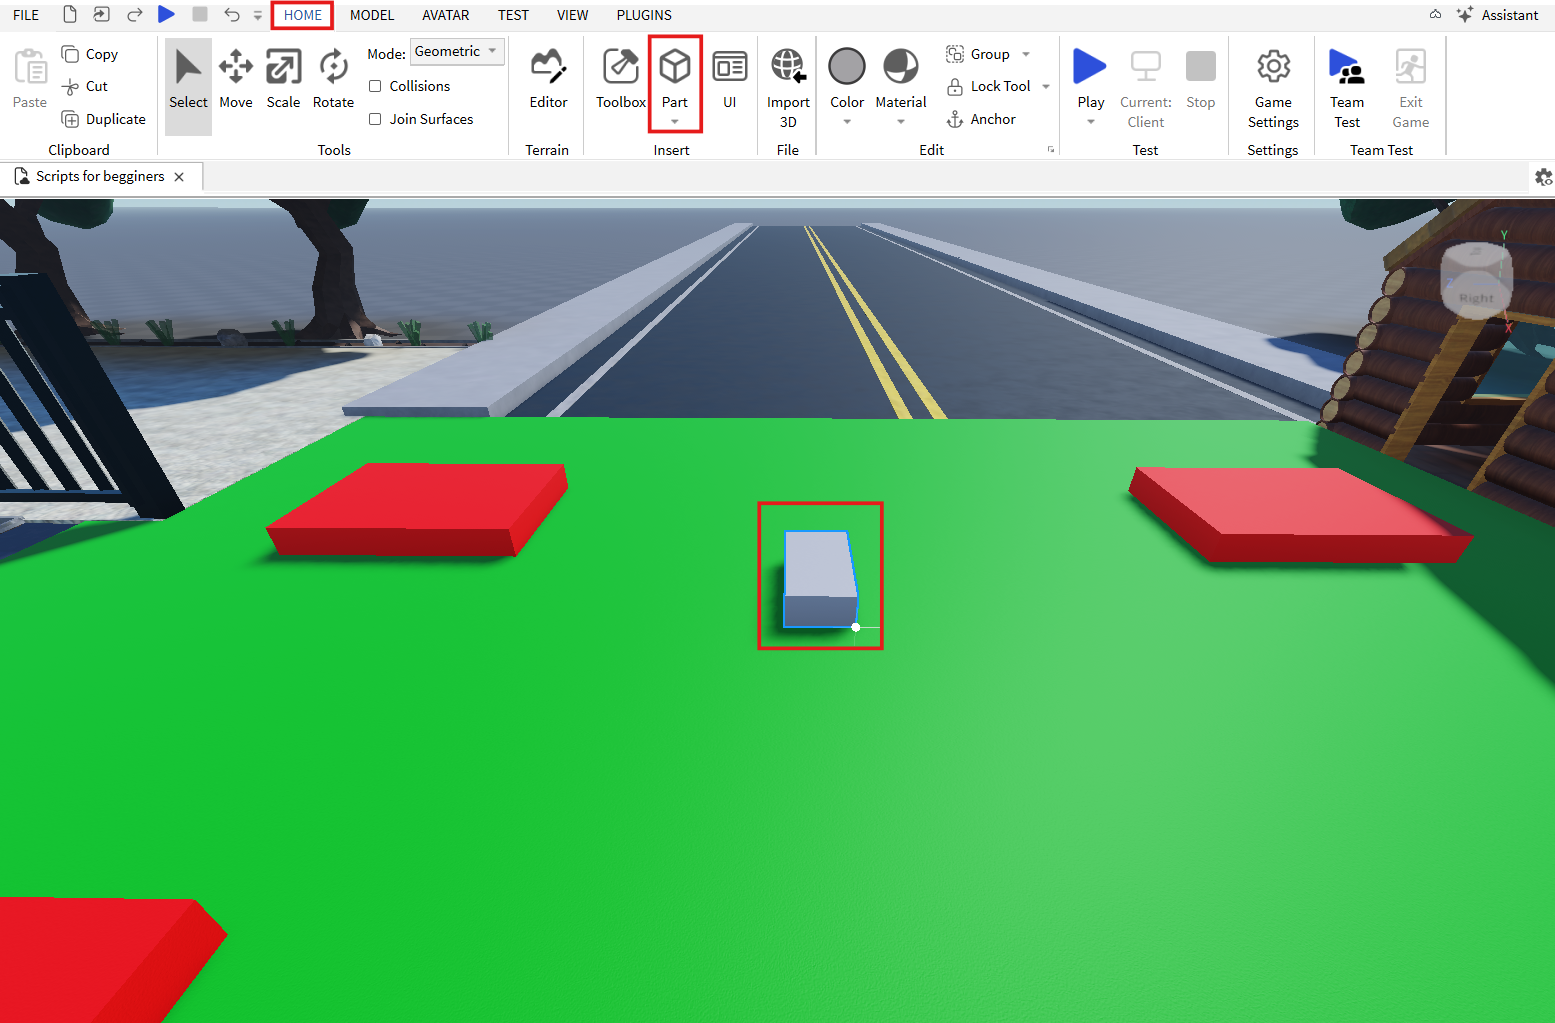 FILE HOME MODEL AVATAR TEST VIEW PLUGINS Assistant
Paste
Copy
Cut
Duplicate
Clipboard
Select Move Scale Rotate
Mode: Geometric
Collisions
Join Surfaces
Tools
Editor
Terrain
Toolbox Part UI
Insert
Import
3D
File
Color Material
Group
Lock Tool
Anchor
Edit
Play
Current:
Client
Stop
Test
Game
Settings
Settings
Team
Test
Exit
Game
Team Test
Scripts for begginers
Y
Z
Right
X